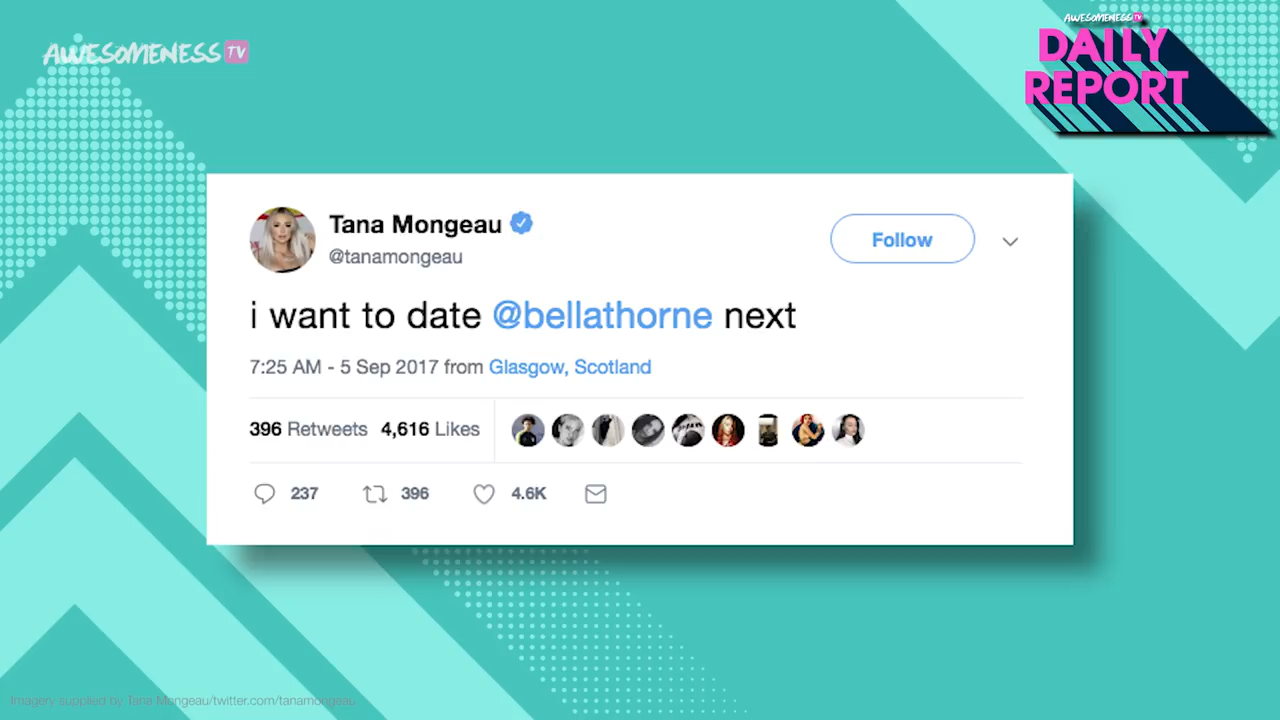 AWESOMENESS TV
AWESOMENESS TV
DAILY
REPORT
Tana Mongeau
@tanamongeau
Follow
i want to date @bellathorne next
7:25 AM - 5 Sep 2017 from Glasgow, Scotland
396 Retweets 4,616 Likes
237 396 4.6K
Imagery supplied by Tana Mongeau/twitter.com/tanamongeau